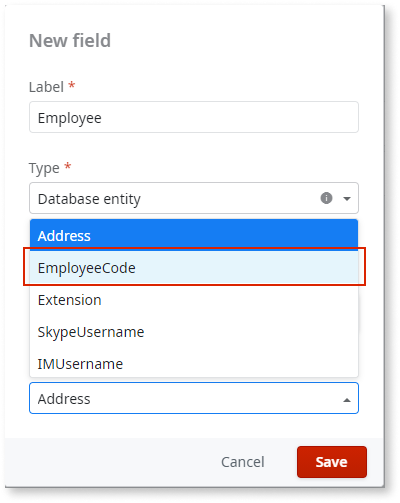 New field
Label *
Employee
Type *
Database entity
Address
EmployeeCode
Extension
SkypeUsername
IMUsername
Address
Cancel
Save